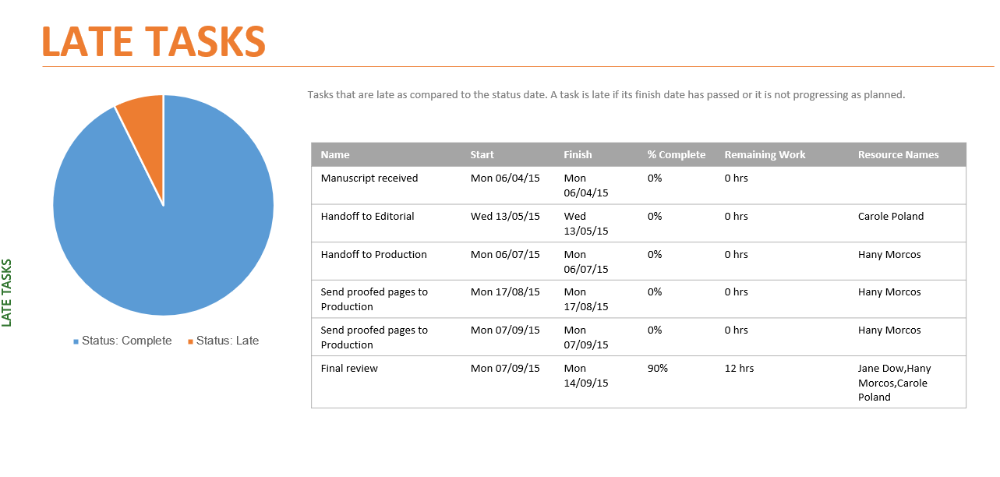 LATE TASKS
Tasks that are late as compared to the status date. A task is late if its finish date has passed or it is not progressing as planned.
Name Start Finish % Complete Remaining Work Resource Names
Manuscript received Mon 06/04/15 Mon 0% 0 hrs
06/04/15
Handoff to Editorial Wed 13/05/15 Wed 0% 0 hrs Carole Poland
13/05/15
Handoff to Production Mon 06/07/15 Mon 0% 0 hrs Hany Morcos
06/07/15
Send proofed pages to Mon 17/08/15 Mon 0% 0 hrs Hany Morcos
Production 17/08/15
Send proofed pages to Mon 07/09/15 Mon 0% 0 hrs Hany Morcos
Production 07/09/15
Final review Mon 07/09/15 Mon 90% 12 hrs Jane Dow,Hany
14/09/15 Morcos,Carole
Poland
Status: Complete Status: Late
LATE TASKS